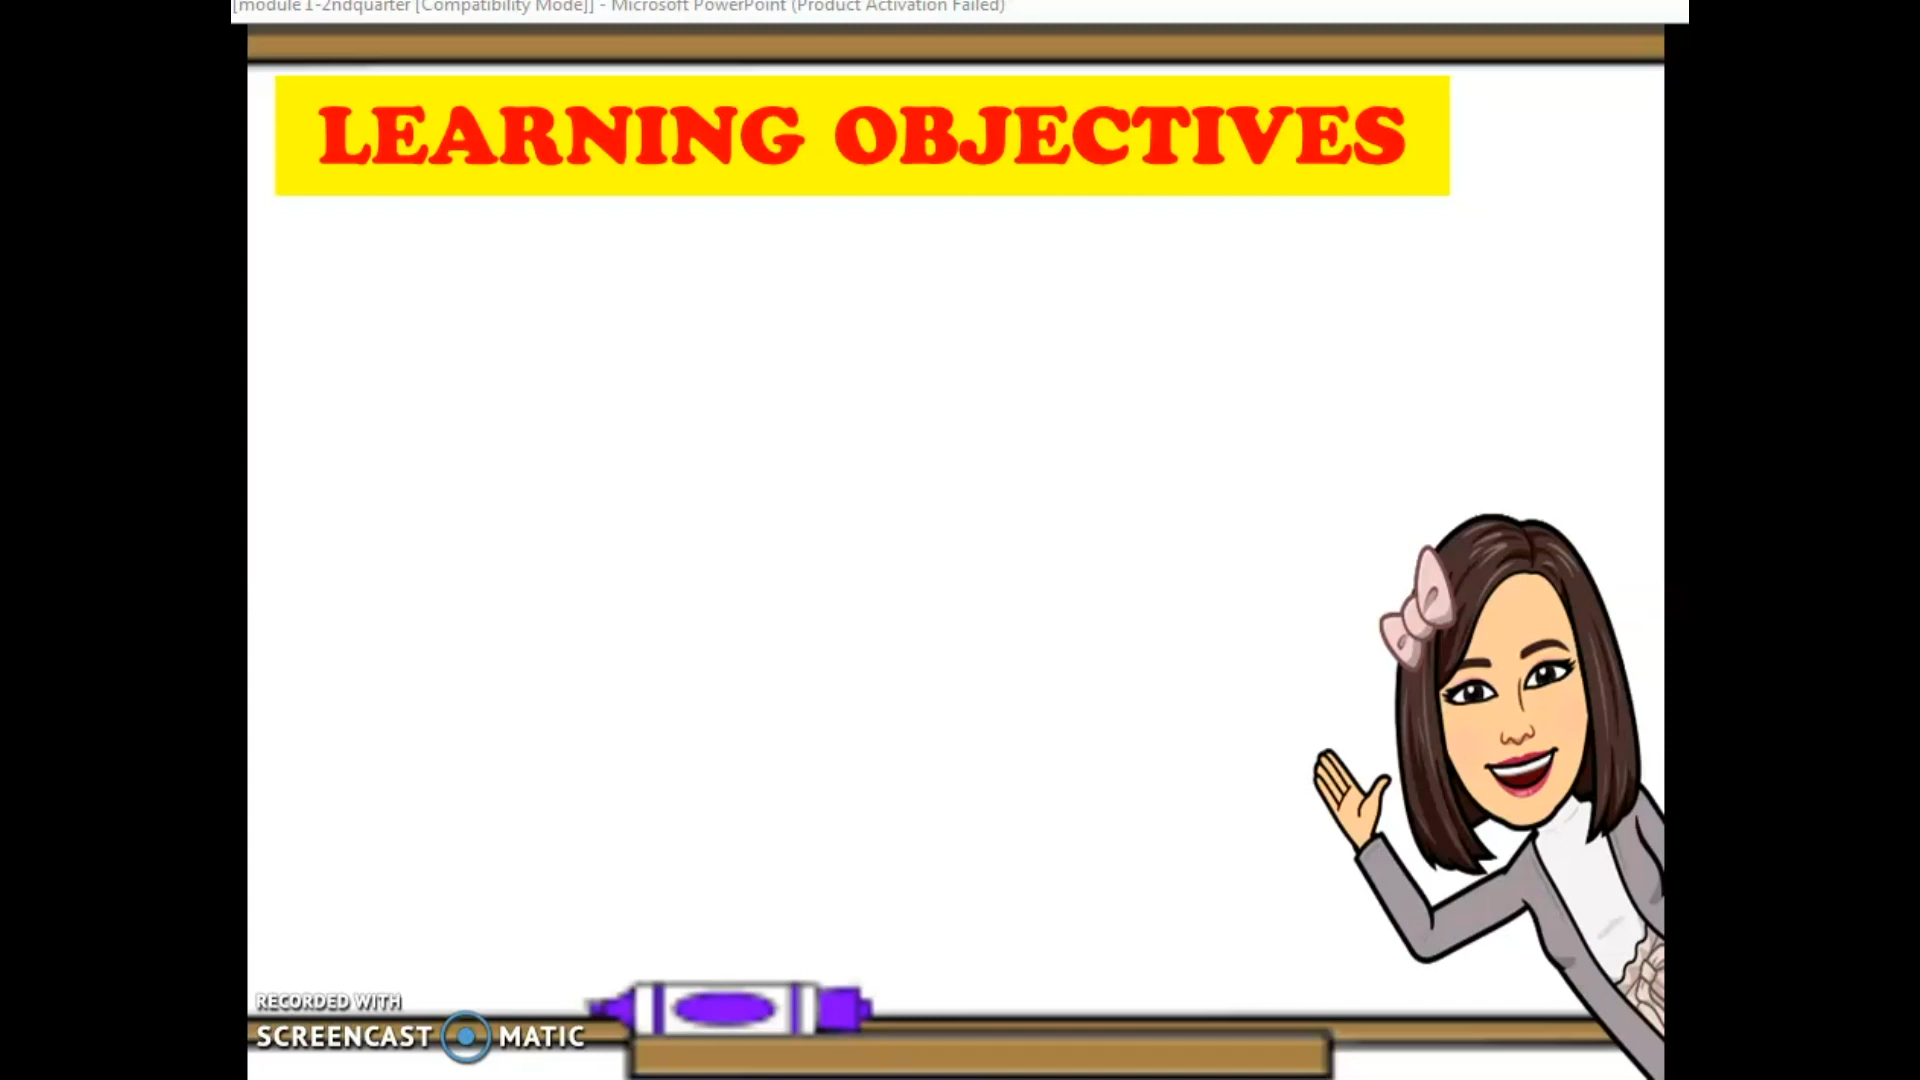 [module 1-2ndquarter [Compatibility Mode]] - Microsoft PowerPoint (Product Activation Failed)
LEARNING OBJECTIVES
RECORDED WITH
SCREENCAST MATIC